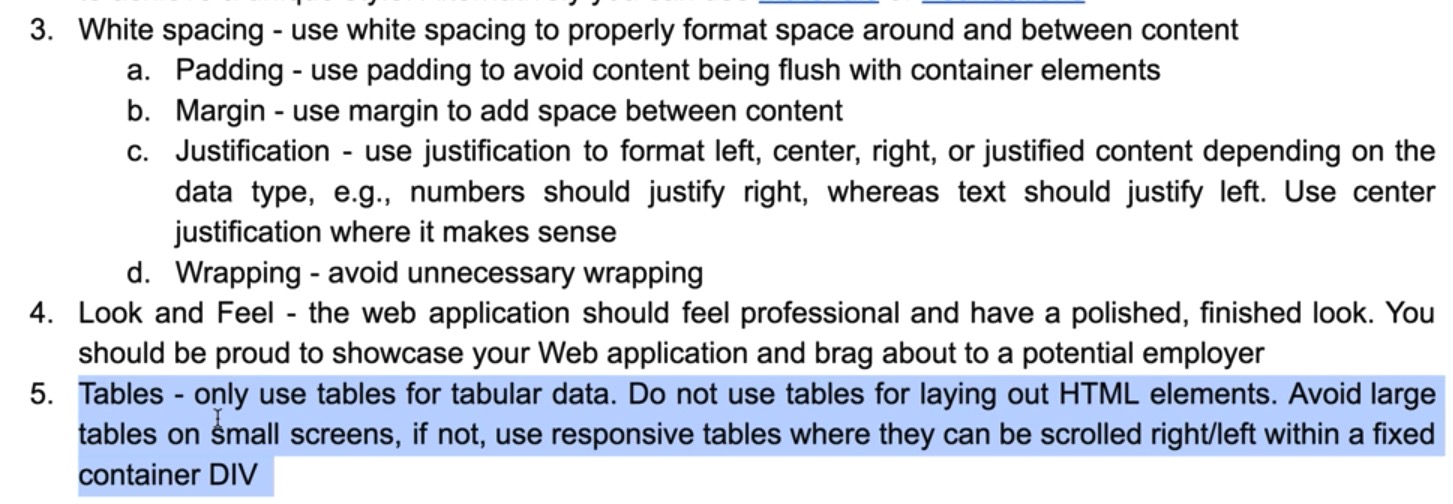 3. White spacing - use white spacing to properly format space around and between content
a. Padding - use padding to avoid content being flush with container elements
b. Margin - use margin to add space between content
c. Justification - use justification to format left, center, right, or justified content depending on the
data type, e.g., numbers should justify right, whereas text should justify left. Use center
justification where it makes sense
d. Wrapping - avoid unnecessary wrapping
4. Look and Feel - the web application should feel professional and have a polished, finished look. You
should be proud to showcase your Web application and brag about to a potential employer
5. Tables - only use tables for tabular data. Do not use tables for laying out HTML elements. Avoid large
tables on small screens, if not, use responsive tables where they can be scrolled right/left within a fixed
container DIV